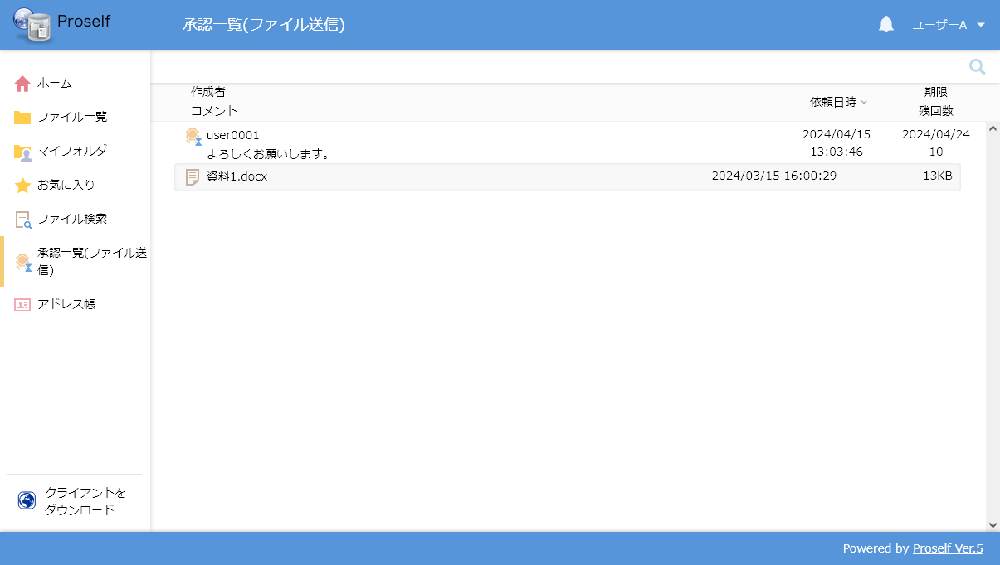 Proself
承認一覧(ファイル送信)
ユーザーA
ホーム
ファイル一覧
マイフォルダ
お気に入り
ファイル検索
承認一覧(ファイル送
信)
アドレス帳
クライアントを
ダウンロード
作成者
コメント
依頼日時
期限
残回数
user0001
よろしくお願いします。
2024/04/15
13:03:46
2024/04/24
10
資料1.docx
2024/03/15 16:00:29
13KB
Powered by Proself Ver.5